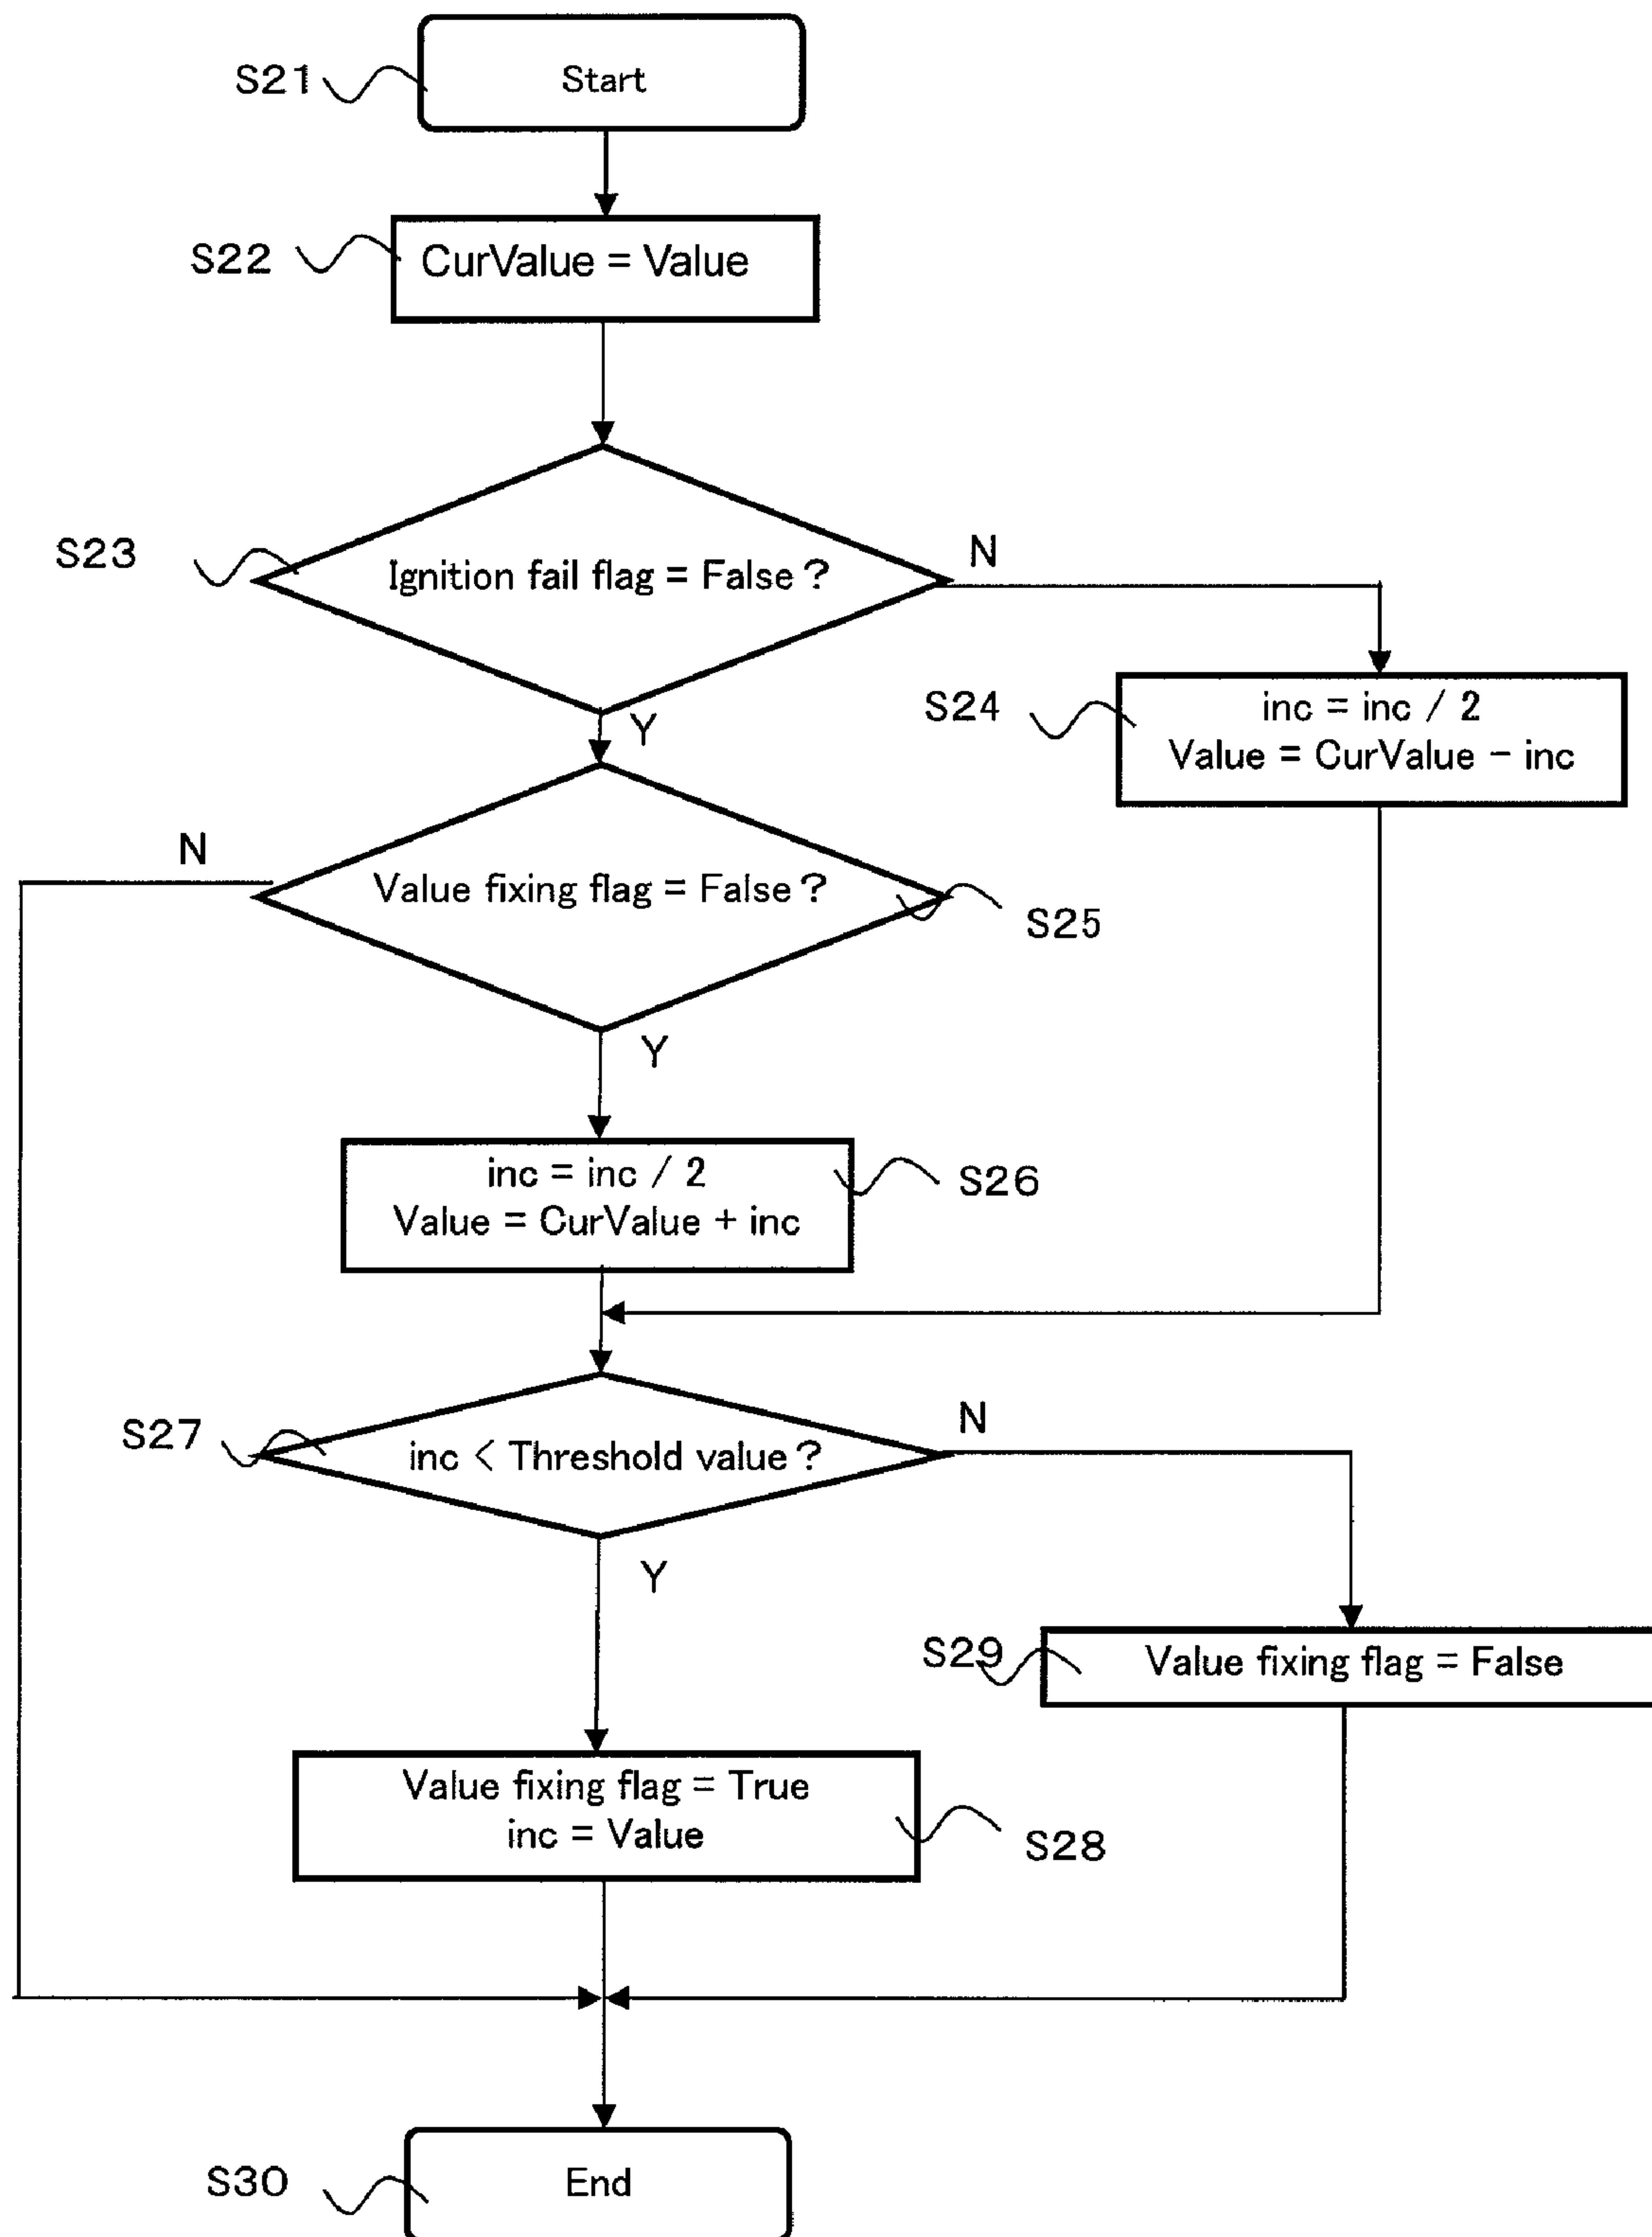 S21
Start
S22
CurValue = Value
S23
Ignition fail flag = False ?
N
Y
S24
inc = inc / 2
Value = CurValue - inc
N
Value fixing flag = False ?
S25
Y
inc = inc / 2
Value = CurValue + inc
S26
S27
inc < Threshold value ?
N
Y
S29
Value fixing flag = False
Value fixing flag = True
inc = Value
S28
S30
End